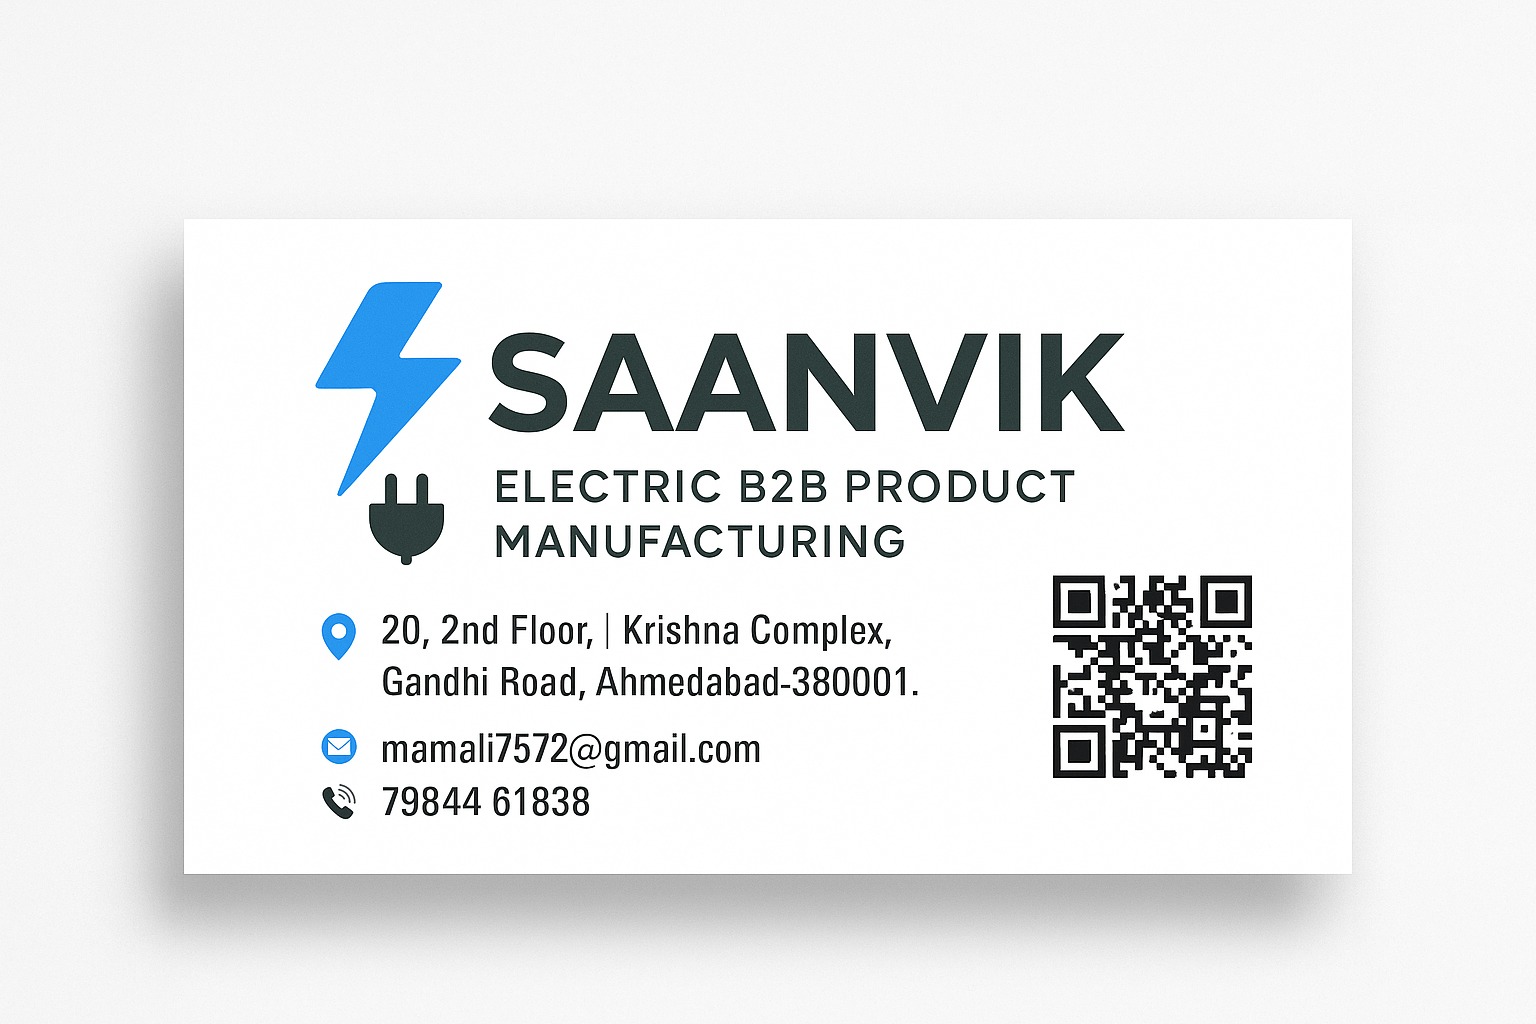 SAANVIK
ELECTRIC B2B PRODUCT
MANUFACTURING
20, 2nd Floor, | Krishna Complex,
Gandhi Road, Ahmedabad-380001.
mamali7572@gmail.com
79844 61838